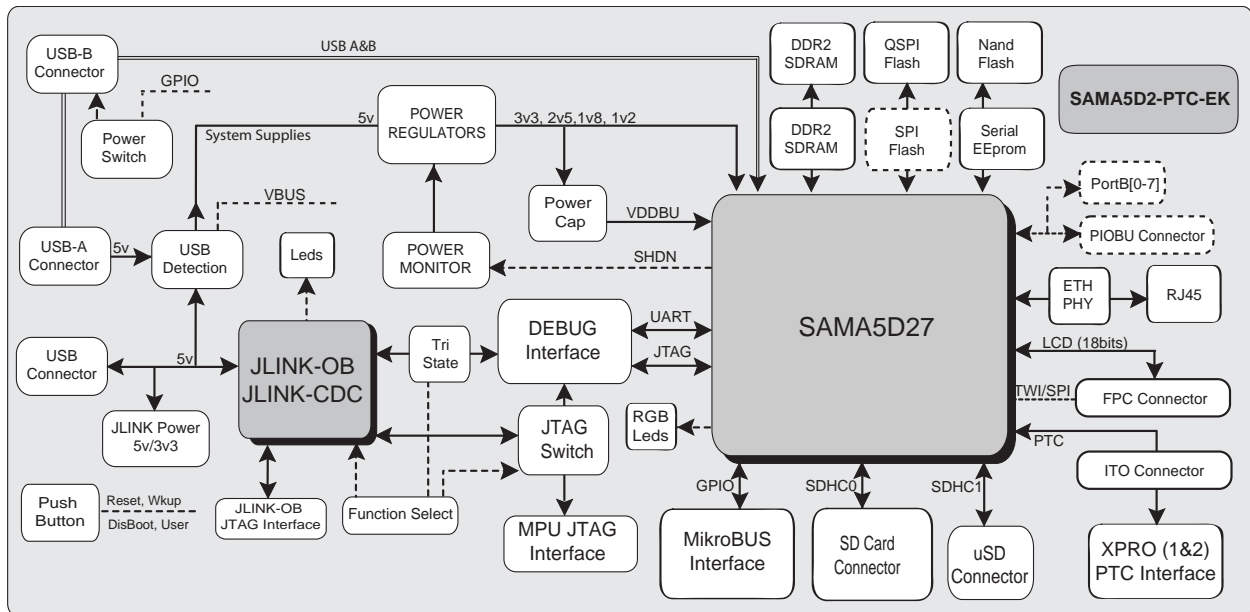 USB-B
Connector
USB A&B
DDR2
SDRAM
QSPI
Flash
Nand
Flash
SAMA5D2-PTC-EK
GPIO
Power
Switch
System Supplies
5v
POWER
REGULATORS
3v3, 2v5,1v8, 1v2
DDR2
SDRAM
SPI
Flash
Serial
EEprom
VBUS
Power
Cap
VDDBU
PortB[0-7]
PIOBU Connector
USB-A
Connector
5v
USB
Detection
Leds
POWER
MONITOR
SHDN
SAMA5D27
ETH
PHY
RJ45
USB
Connector
5v
JLINK-OB
JLINK-CDC
Tri
State
DEBUG
Interface
UART
JTAG
LCD (18bits)
TWI/SPI
FPC Connector
JLINK Power
5v/3v3
JTAG
Switch
RGB
Leds
PTC
ITO Connector
Push
Button
Reset, Wkup
DisBoot, User
JLINK-OB
JTAG Interface
Function Select
MPU JTAG
Interface
GPIO
MikroBUS
Interface
SDHC0
SD Card
Connector
SDHC1
uSD
Connector
XPRO (1&2)
PTC Interface